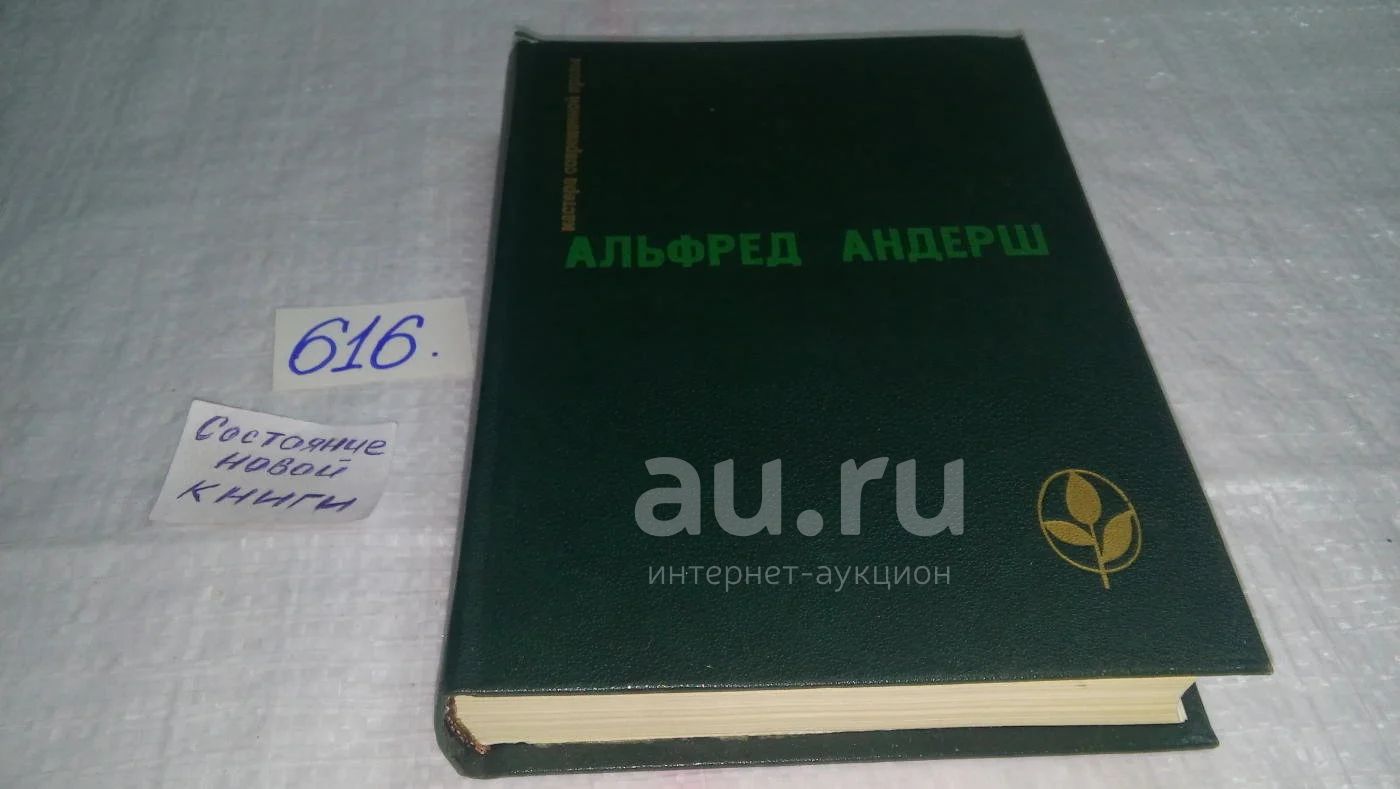 мастера современной прозы
АЛЬФРЕД АНДЕРШ
616.
Состояние
новой
книги
au.ru
интернет-аукцион